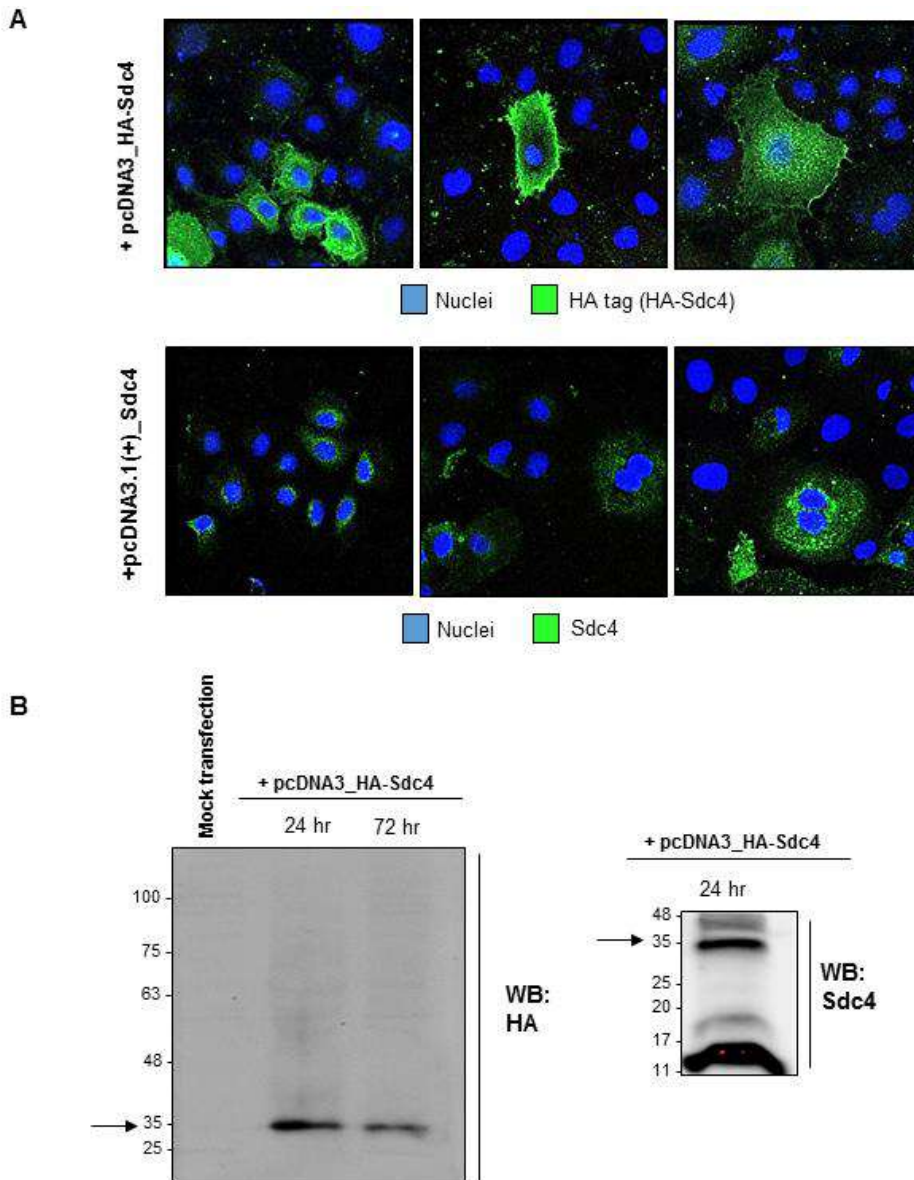 A
+ pcDNA3_HA-Sdc4
Nuclei HA tag (HA-Sdc4)
+pcDNA3.1(+)_Sdc4
Nuclei Sdc4
B
Mock transfection
+ pcDNA3_HA-Sdc4
24 hr 72 hr
100
75
63
48
35
25
WB:
HA
+ pcDNA3_HA-Sdc4
24 hr
48
35
25
20
17
11
WB:
Sdc4